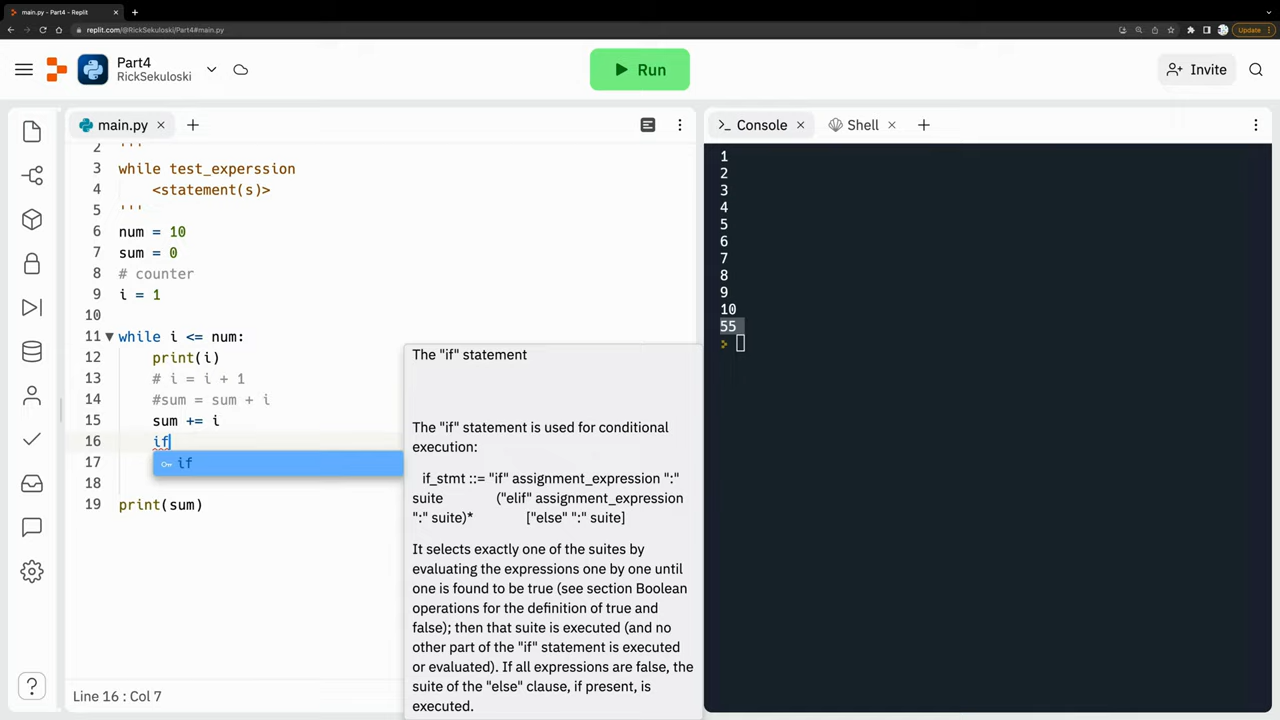 main.py - Part4 - Replit
replit.com/@RickSekuloski/Part4#main.py
Update
Part4
RickSekuloski
Run
Invite
main.py
Console
Shell
2 '''
3 while test_experssion
4 <statement(s)>
5 '''
6 num = 10
7 sum = 0
8 # counter
9 i = 1
10
11 while i <= num:
12 print(i)
13 # i = i + 1
14 #sum = sum + i
15 sum += i
16 if
17 if
18
19 print(sum)
The "if" statement
The "if" statement is used for conditional
execution:
if_stmt ::= "if" assignment_expression ":"
suite ("elif" assignment_expression
":" suite)* ["else" ":" suite]
It selects exactly one of the suites by
evaluating the expressions one by one until
one is found to be true (see section Boolean
operations for the definition of true and
false); then that suite is executed (and no
other part of the "if" statement is executed
or evaluated). If all expressions are false, the
suite of the "else" clause, if present, is
executed.
Line 16 : Col 7
1
2
3
4
5
6
7
8
9
10
55